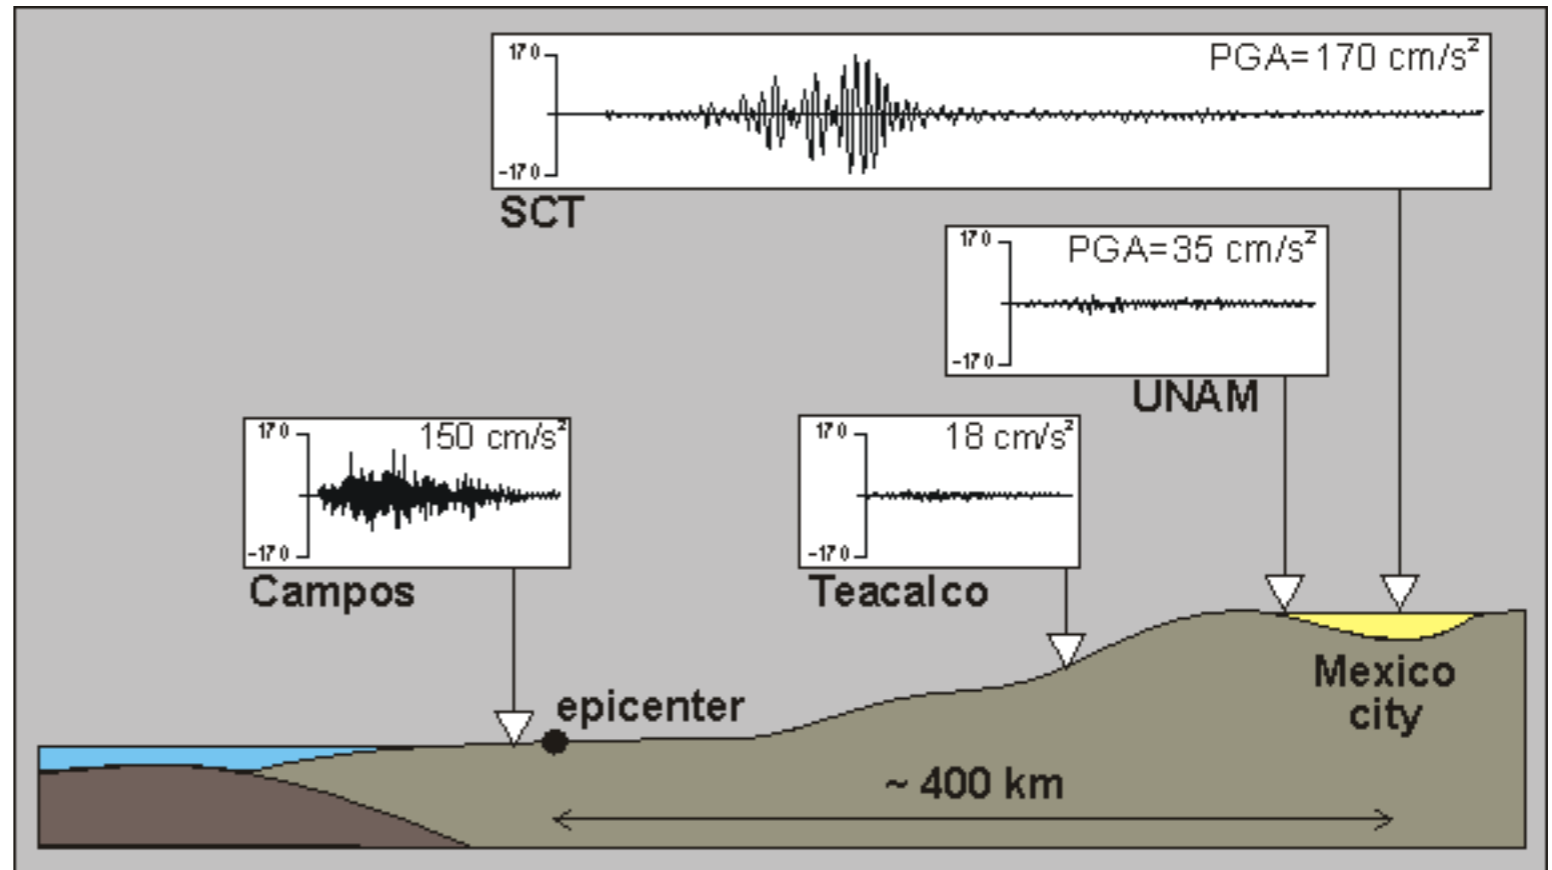 170
PGA=170 cm/s²
-170
SCT
170
PGA=35 cm/s²
-170
UNAM
170
150 cm/s²
-170
Campos
170
18 cm/s²
-170
Teacalco
epicenter
Mexico
city
~ 400 km